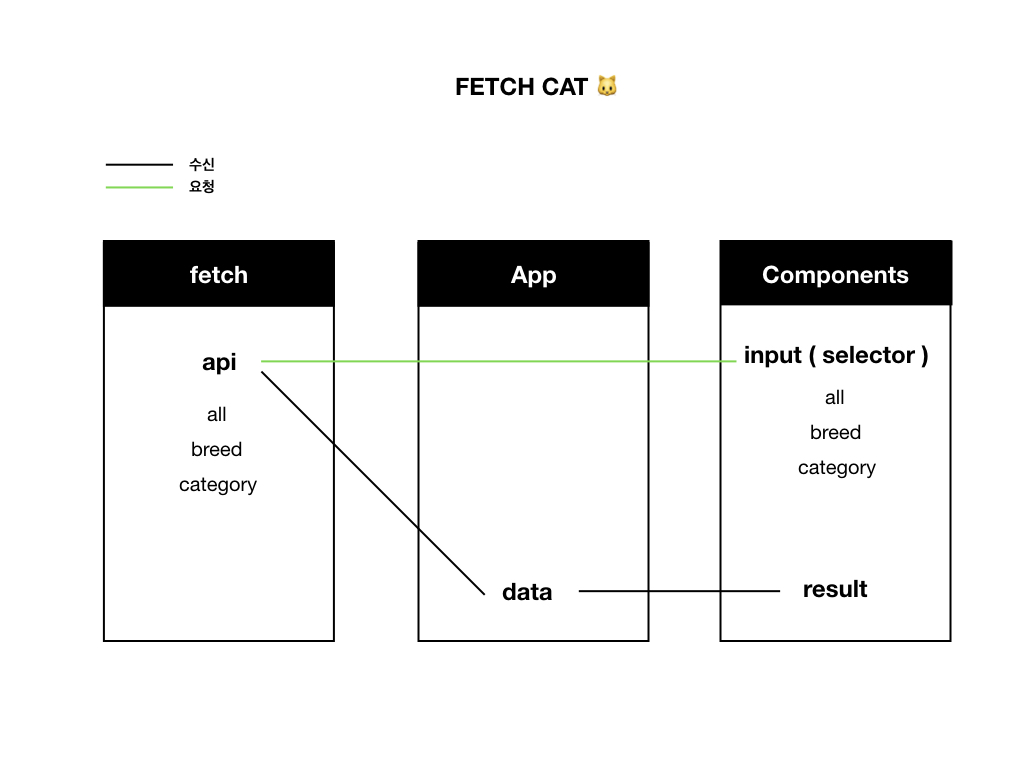 FETCH CAT 🐱
수신
요청
fetch
api
all
breed
category
App
data
Components
input ( selector )
all
breed
category
result